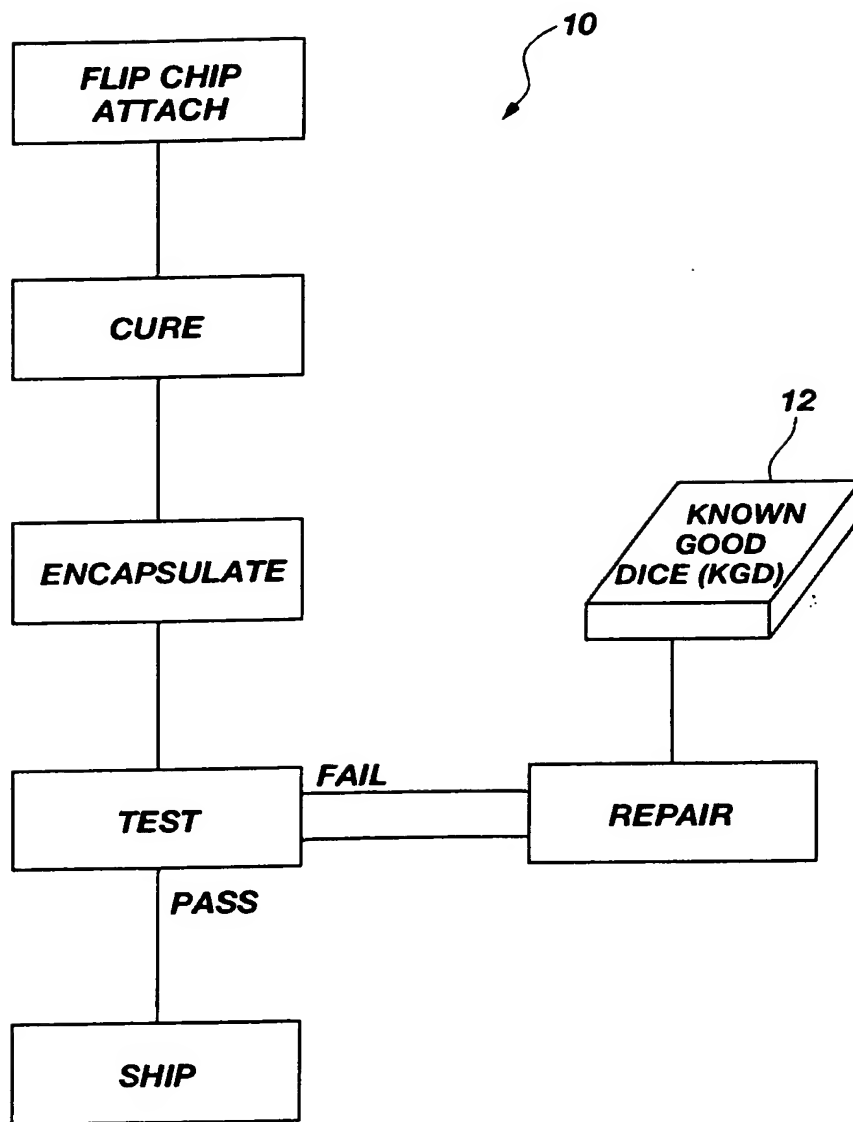 10
FLIP CHIP
ATTACH
CURE
12
KNOWN
GOOD
DICE (KGD)
ENCAPSULATE
FAIL
TEST
REPAIR
PASS
SHIP